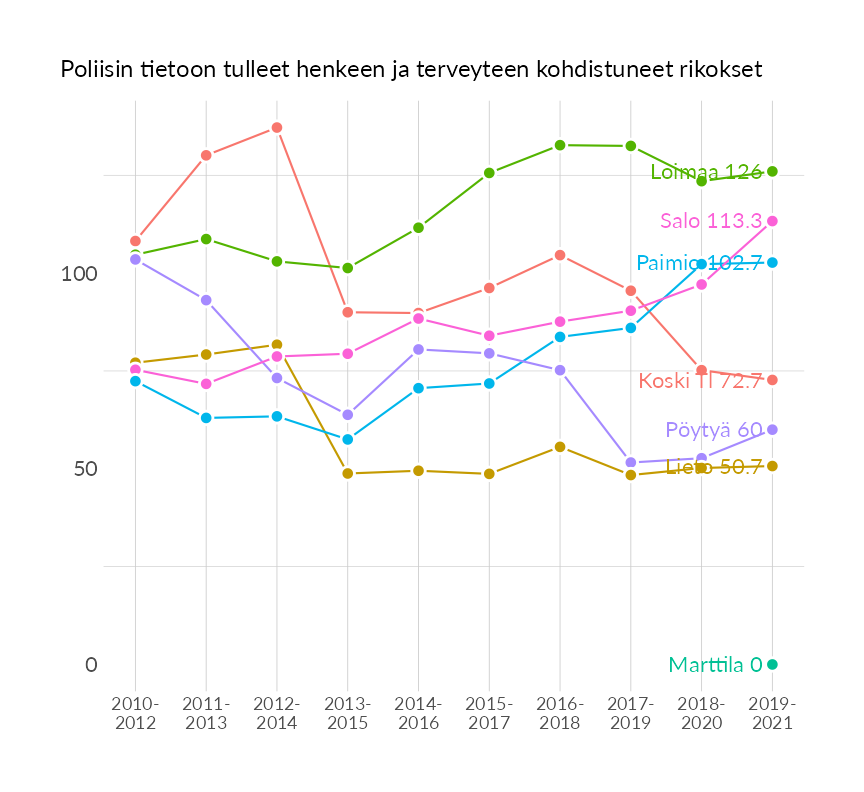 Poliisin tietoon tulleet henkeen ja terveyteen kohdistuneet rikokset
Loimaa 126
Salo 113.3
Paimio 102.7
100
Koski Tl 72.7
Pöytyä 60
Lieto 50.7
50
Marttila 0
0
2010- 2011- 2012- 2013- 2014- 2015- 2016- 2017- 2018- 2019-
2012 2013 2014 2015 2016 2017 2018 2019 2020 2021